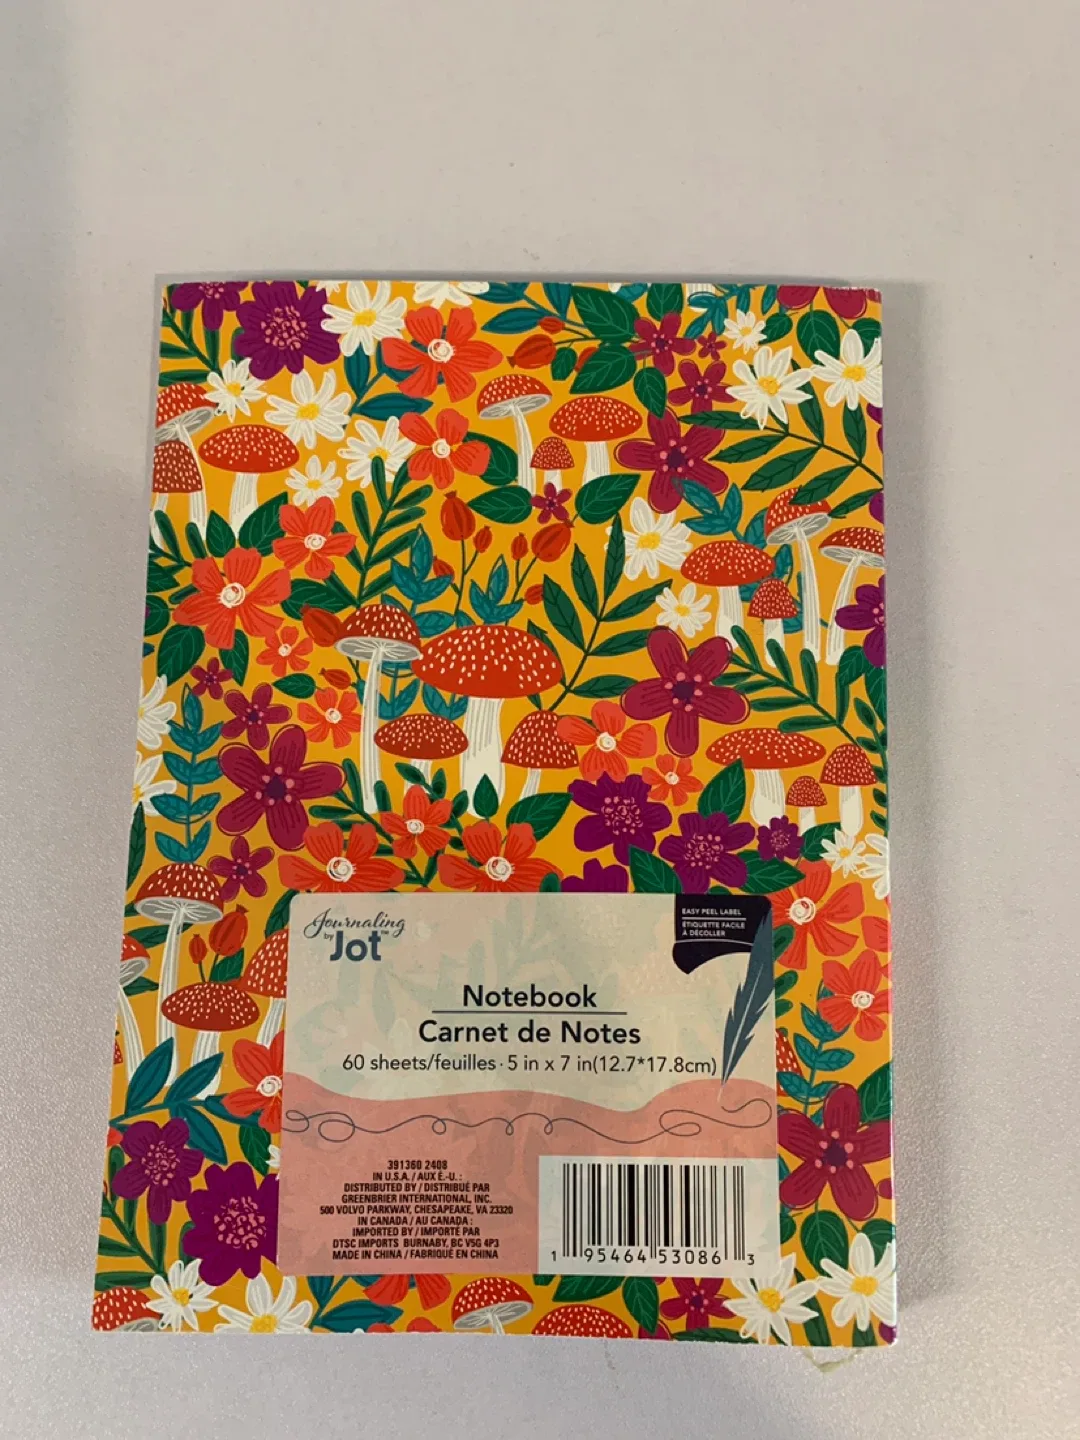 Journaling
by Jot™
EASY PEEL LABEL
ÉTIQUETTE FACILE
À DÉCOLLER
Notebook
Carnet de Notes
60 sheets/feuilles · 5 in x 7 in(12.7*17.8cm)
391360 2408
IN U.S.A. / AUX É.-U. :
DISTRIBUTED BY / DISTRIBUÉ PAR
GREENBRIER INTERNATIONAL, INC.
500 VOLVO PARKWAY, CHESAPEAKE, VA 23320
IN CANADA / AU CANADA :
IMPORTED BY / IMPORTÉ PAR
DTSC IMPORTS BURNABY, BC V5G 4P3
MADE IN CHINA / FABRIQUÉ EN CHINA
1 95464 53086 3